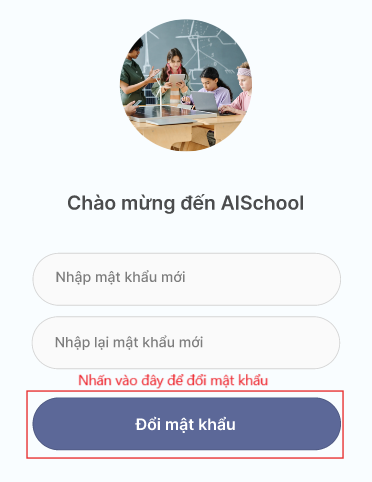 Chào mừng đến AISchool
Nhập mật khẩu mới
Nhập lại mật khẩu mới
Nhấn vào đây để đổi mật khẩu
Đổi mật khẩu